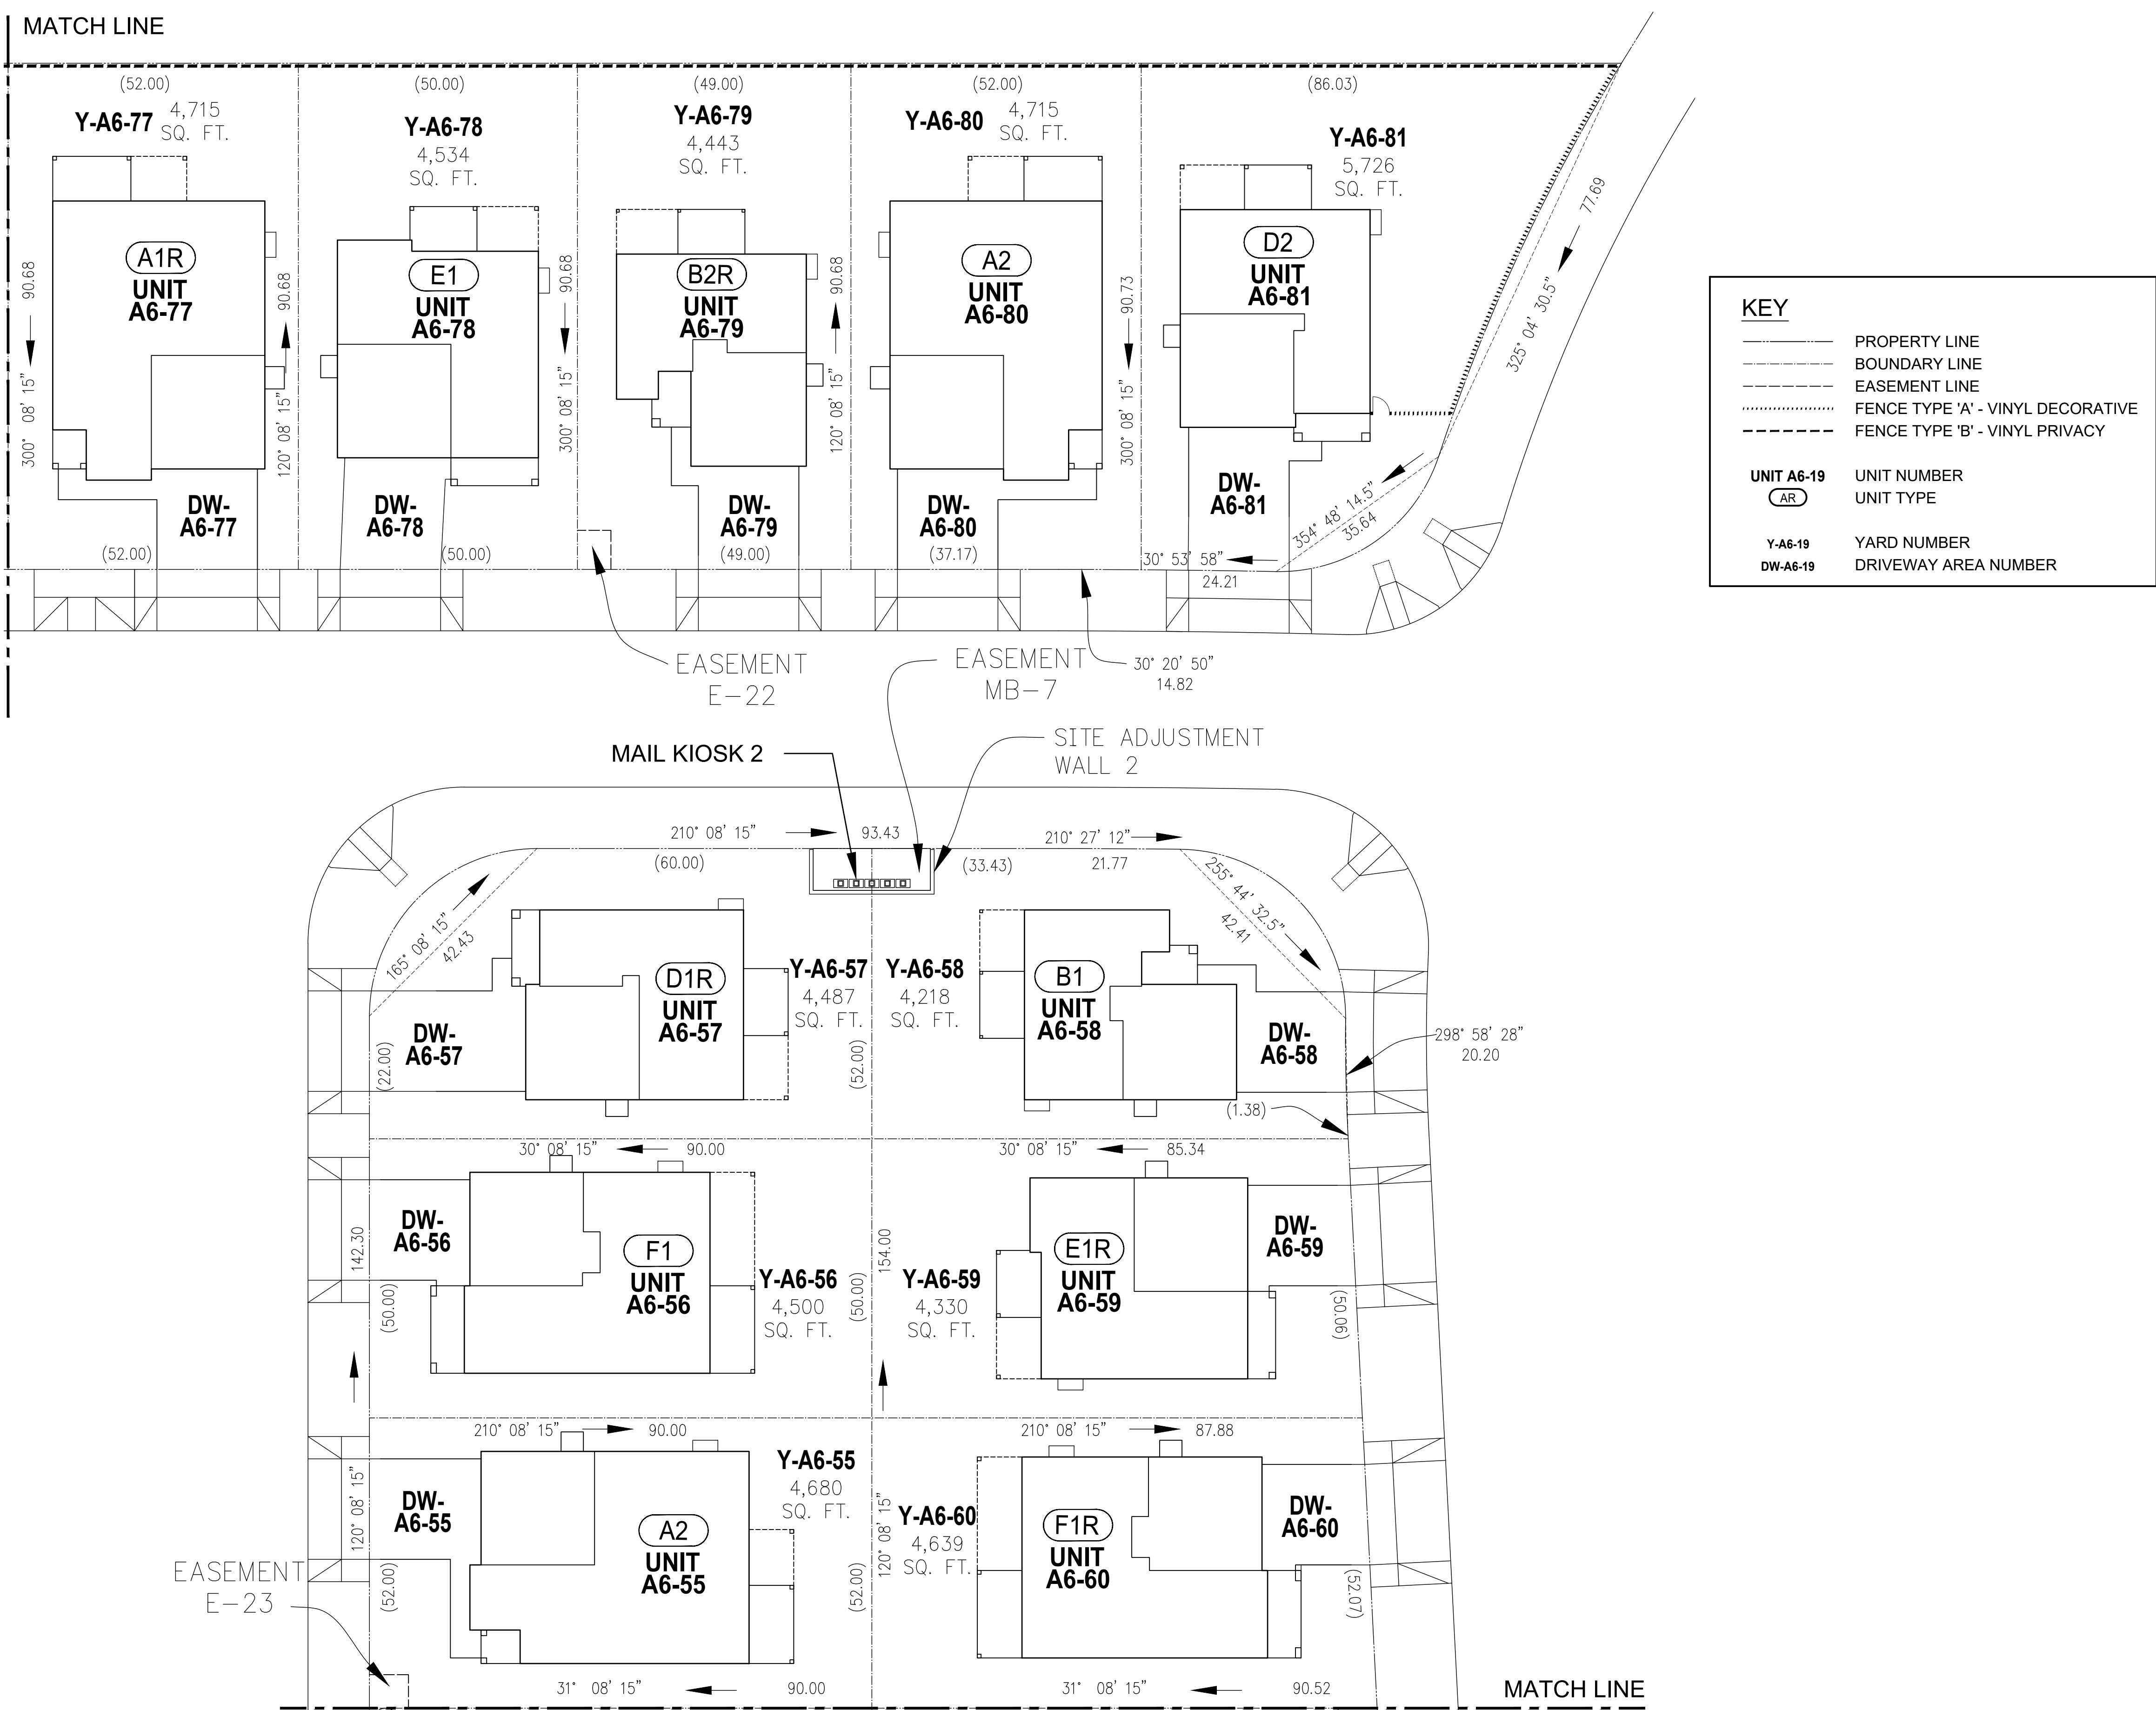 MATCH LINE
(52.00)
(50.00)
(49.00)
(52.00)
(86.03)
Y-A6-77
4,715
SQ. FT.
Y-A6-78
4,534
SQ. FT.
Y-A6-79
4,443
SQ. FT.
Y-A6-80
4,715
SQ. FT.
Y-A6-81
5,726
SQ. FT.
300° 08' 15" 90.68
A1R
UNIT
A6-77
120° 08' 15" 90.68
E1
UNIT
A6-78
300° 08' 15" 90.68
B2R
UNIT
A6-79
120° 08' 15" 90.68
A2
UNIT
A6-80
300° 08' 15" 90.73
D2
UNIT
A6-81
77.69
325° 04' 30.5"
DW-
A6-77
DW-
A6-78
DW-
A6-79
DW-
A6-80
DW-
A6-81
354° 48' 14.5"
35.64
(52.00)
(50.00)
(49.00)
(37.17)
30° 53' 58"
24.21
KEY
PROPERTY LINE
BOUNDARY LINE
EASEMENT LINE
FENCE TYPE 'A' - VINYL DECORATIVE
FENCE TYPE 'B' - VINYL PRIVACY
UNIT A6-19 UNIT NUMBER
AR UNIT TYPE
Y-A6-19 YARD NUMBER
DW-A6-19 DRIVEWAY AREA NUMBER
EASEMENT
E-22
EASEMENT
MB-7
30° 20' 50"
14.82
MAIL KIOSK 2
SITE ADJUSTMENT
WALL 2
210° 08' 15" 93.43
210° 27' 12"
(60.00)
(33.43)
21.77
165° 08' 15"
42.43
255° 44' 32.5"
42.41
D1R
UNIT
A6-57
Y-A6-57
4,487
SQ. FT.
Y-A6-58
4,218
SQ. FT.
B1
UNIT
A6-58
DW-
A6-57
DW-
A6-58
(22.00)
(52.00)
298° 58' 28"
20.20
(1.38)
30° 08' 15" 90.00
30° 08' 15" 85.34
DW-
A6-56
F1
UNIT
A6-56
Y-A6-56
4,500
SQ. FT.
Y-A6-59
4,330
SQ. FT.
E1R
UNIT
A6-59
DW-
A6-59
142.30
(50.00)
(50.00)
154.00
(50.06)
210° 08' 15" 90.00
210° 08' 15" 87.88
DW-
A6-55
A2
UNIT
A6-55
Y-A6-55
4,680
SQ. FT.
Y-A6-60
4,639
SQ. FT.
F1R
UNIT
A6-60
DW-
A6-60
120° 08' 15"
(52.00)
(52.00)
120° 08' 15"
(52.07)
EASEMENT
E-23
31° 08' 15" 90.00
31° 08' 15" 90.52
MATCH LINE